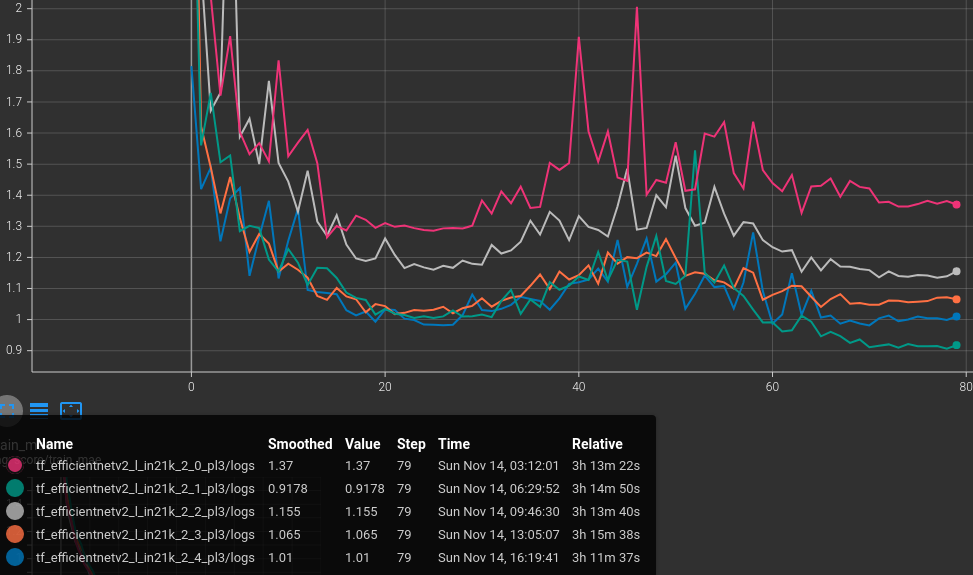 2
1.9
1.8
1.7
1.6
1.5
1.4
1.3
1.2
1.1
1
0.9
0 20 40 60 80
Name Smoothed Value Step Time Relative
tf_efficientnetv2_l_in21k_2_0_pl3/logs 1.37 1.37 79 Sun Nov 14, 03:12:01 3h 13m 22s
tf_efficientnetv2_l_in21k_2_1_pl3/logs 0.9178 0.9178 79 Sun Nov 14, 06:29:52 3h 14m 50s
tf_efficientnetv2_l_in21k_2_2_pl3/logs 1.155 1.155 79 Sun Nov 14, 09:46:30 3h 13m 40s
tf_efficientnetv2_l_in21k_2_3_pl3/logs 1.065 1.065 79 Sun Nov 14, 13:05:07 3h 15m 38s
tf_efficientnetv2_l_in21k_2_4_pl3/logs 1.01 1.01 79 Sun Nov 14, 16:19:41 3h 11m 37s